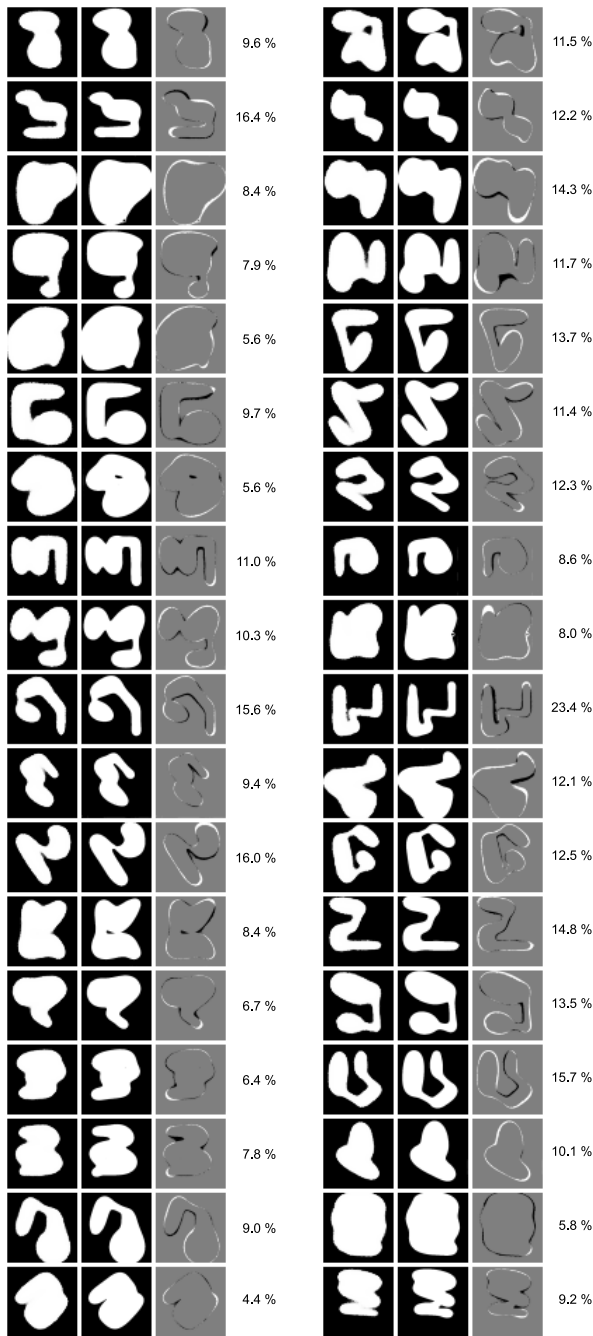 9.6 % 11.5 %
16.4 % 12.2 %
8.4 % 14.3 %
7.9 % 11.7 %
5.6 % 13.7 %
9.7 % 11.4 %
5.6 % 12.3 %
11.0 % 8.6 %
10.3 % 8.0 %
15.6 % 23.4 %
9.4 % 12.1 %
16.0 % 12.5 %
8.4 % 14.8 %
6.7 % 13.5 %
6.4 % 15.7 %
7.8 % 10.1 %
9.0 % 5.8 %
4.4 % 9.2 %